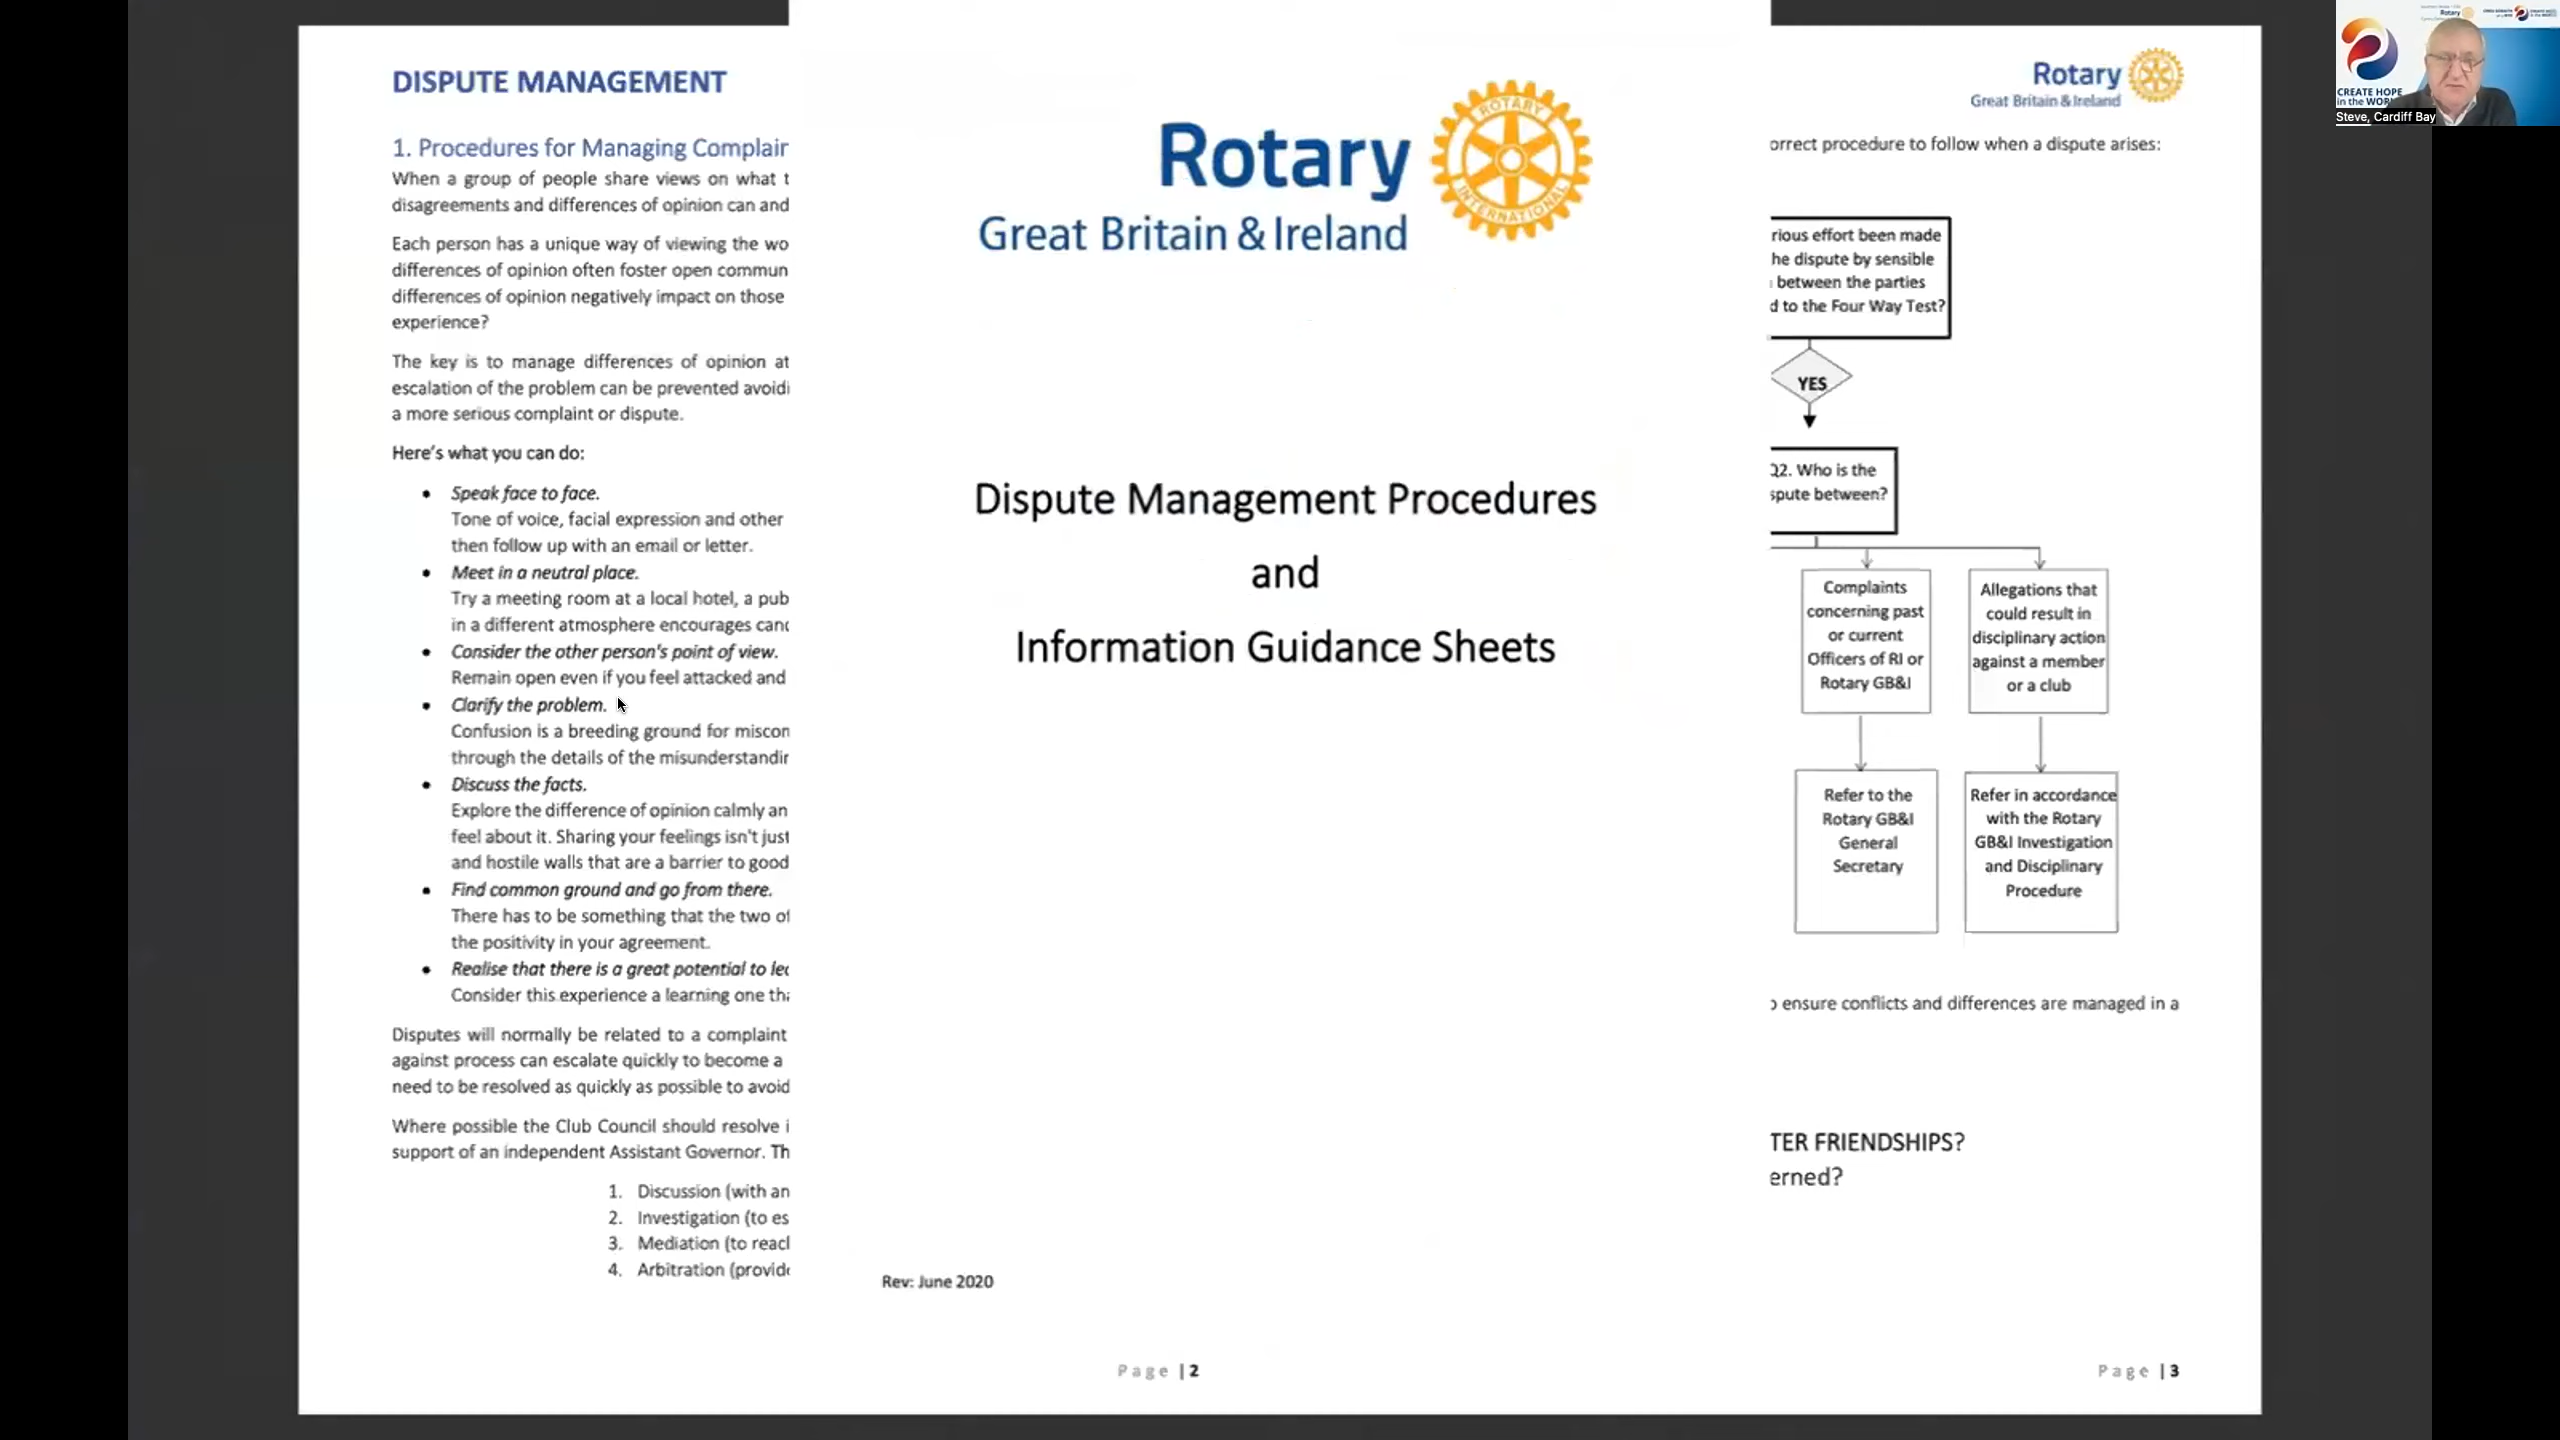 DISPUTE MANAGEMENT
1. Procedures for Managing Complain
When a group of people share views on what t
disagreements and differences of opinion can and
Each person has a unique way of viewing the wo
differences of opinion often foster open commun
differences of opinion negatively impact on those
experience?
The key is to manage differences of opinion at
escalation of the problem can be prevented avoidi
a more serious complaint or dispute.
Here's what you can do:
• Speak face to face.
Tone of voice, facial expression and other
then follow up with an email or letter.
• Meet in a neutral place.
Try a meeting room at a local hotel, a pub
in a different atmosphere encourages cand
• Consider the other person's point of view.
Remain open even if you feel attacked and
• Clarify the problem.
Confusion is a breeding ground for miscon
through the details of the misunderstandin
• Discuss the facts.
Explore the difference of opinion calmly an
feel about it. Sharing your feelings isn't just
and hostile walls that are a barrier to good
• Find common ground and go from there.
There has to be something that the two of
the positivity in your agreement.
• Realise that there is a great potential to lea
Consider this experience a learning one tha
Disputes will normally be related to a complaint
against process can escalate quickly to become a
need to be resolved as quickly as possible to avoid
Where possible the Club Council should resolve i
support of an independent Assistant Governor. Th
1. Discussion (with an
2. Investigation (to es
3. Mediation (to reach
4. Arbitration (provide
Page | 2
Rotary
Great Britain & Ireland
ROTARY
INTERNATIONAL
Dispute Management Procedures
and
Information Guidance Sheets
Rev: June 2020
Rotary
Great Britain & Ireland
orrect procedure to follow when a dispute arises:
rious effort been made
he dispute by sensible
between the parties
d to the Four Way Test?
YES
Q2. Who is the
spute between?
Complaints
concerning past
or current
Officers of RI or
Rotary GB&I
Allegations that
could result in
disciplinary action
against a member
or a club
Refer to the
Rotary GB&I
General
Secretary
Refer in accordance
with the Rotary
GB&I Investigation
and Disciplinary
Procedure
o ensure conflicts and differences are managed in a
TER FRIENDSHIPS?
erned?
Page | 3
Rotary
CREATE HOPE
in the WOR
Steve, Cardiff Bay